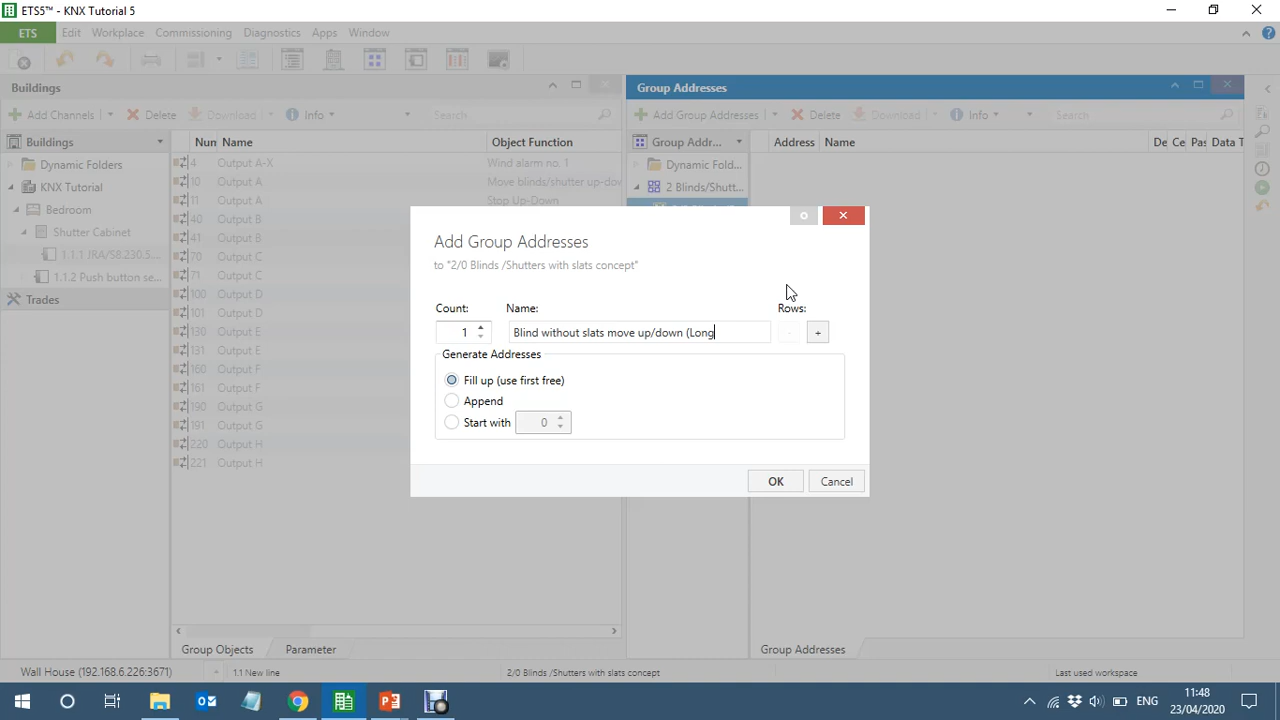 ETS5™ - KNX Tutorial 5
ETS Edit Workplace Commissioning Diagnostics Apps Window
Buildings
Add Channels Delete Download Info Search
Buildings
Dynamic Folders
KNX Tutorial
Bedroom
Shutter Cabinet
1.1.1 JRA/S8.230.5...
1.1.2 Push button se...
Trades
Num Name Object Function
4 Output A-X Wind alarm no. 1
10 Output A Move blinds/shutter up-dow
11 Output A Stop Up-Down
40 Output B
41 Output B
70 Output C
71 Output C
100 Output D
101 Output D
130 Output E
131 Output E
160 Output F
161 Output F
190 Output G
191 Output G
220 Output H
221 Output H
Group Objects Parameter
Group Addresses
Add Group Addresses Delete Download Info Search
Group Addr... Address Name De Ce Pas Data T
Dynamic Fold...
2 Blinds/Shutt...
Add Group Addresses
to "2/0 Blinds /Shutters with slats concept"
Count: Name: Rows:
1 Blind without slats move up/down (Long - +
Generate Addresses
Fill up (use first free)
Append
Start with 0
OK Cancel
Group Addresses
Wall House (192.168.6.226:3671) 1.1 New line 2/0 Blinds /Shutters with slats concept Last used workspace
ENG 11:48
23/04/2020